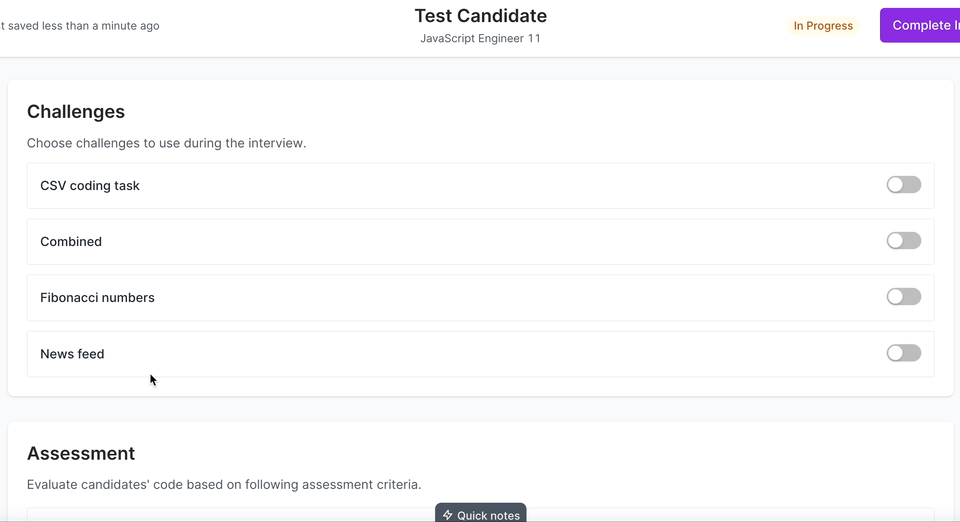 t saved less than a minute ago
Test Candidate
JavaScript Engineer 11
In Progress
Complete I
Challenges
Choose challenges to use during the interview.
CSV coding task
Combined
Fibonacci numbers
News feed
Assessment
Evaluate candidates' code based on following assessment criteria.
Quick notes